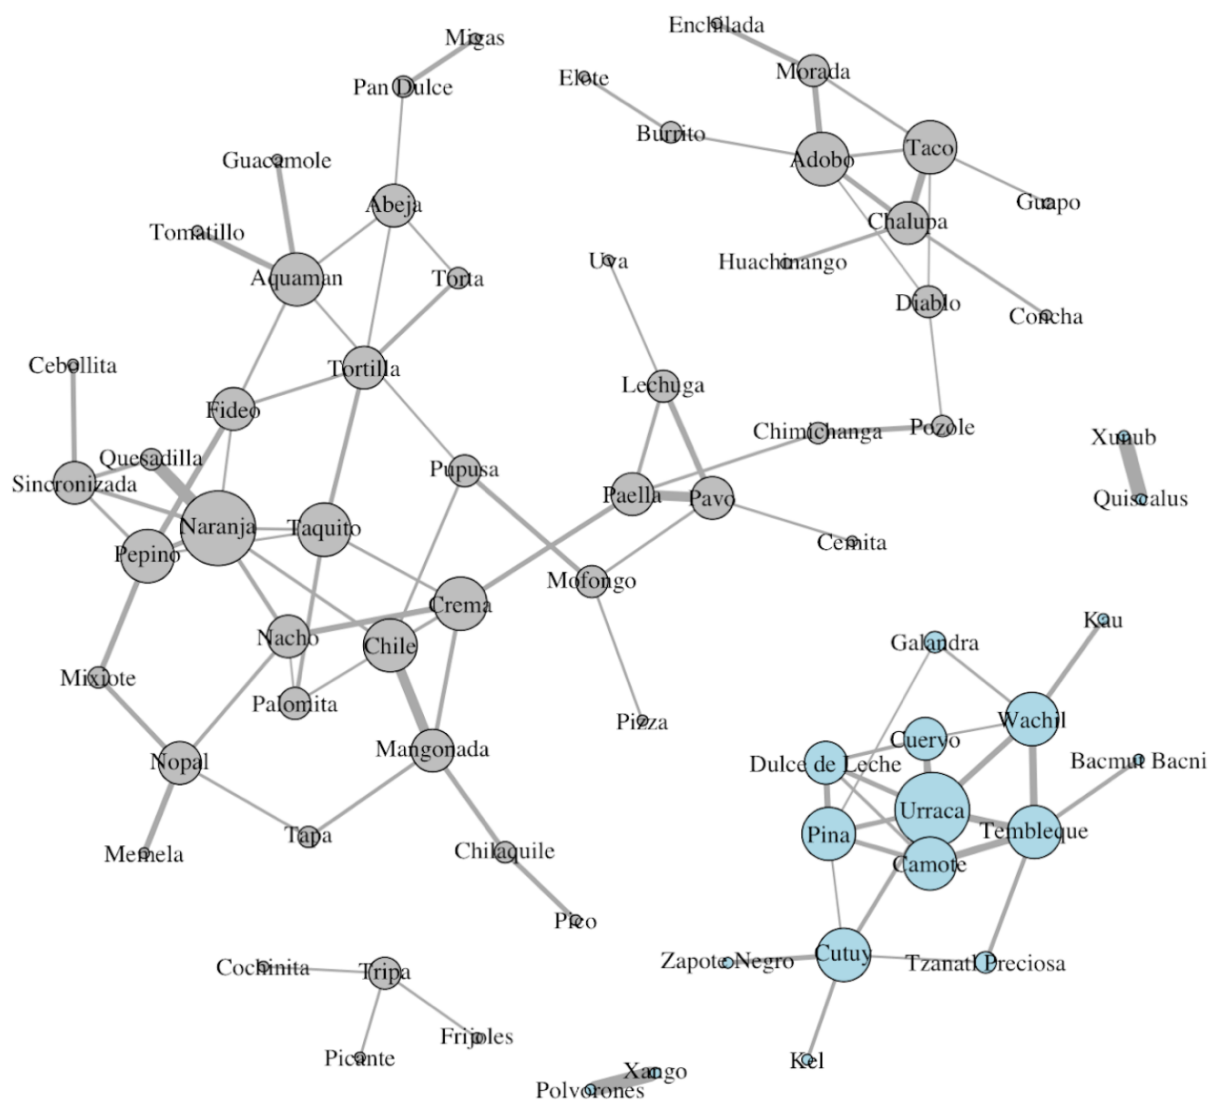 Enchilada
Migas
Morada
Elote
Pan Dulce
Burrito
Taco
Adobo
Guacamole
Guapo
Abeja
Chalupa
Tomatillo
Uva
Huachinango
Aquaman
Torta
Diablo
Concha
Cebollita
Tortilla
Lechuga
Fideo
Chimichanga
Pozole
Xunub
Quesadilla
Pupusa
Sincronizada
Paella
Pavo
Quiscalus
Naranja
Taquito
Cemita
Pepino
Mofongo
Crema
Kau
Nacho
Chile
Galandra
Mixiote
Palomita
Pizza
Wachil
Cuervo
Mangonada
Nopal
Dulce de Leche
Bacmut Bacni
Urraca
Tembleque
Pina
Tapa
Memela
Chilaquile
Camote
Pico
Cutuy
Zapote Negro
Tzanatl Preciosa
Cochinita
Tripa
Frijoles
Picante
Kel
Xango
Polvorones